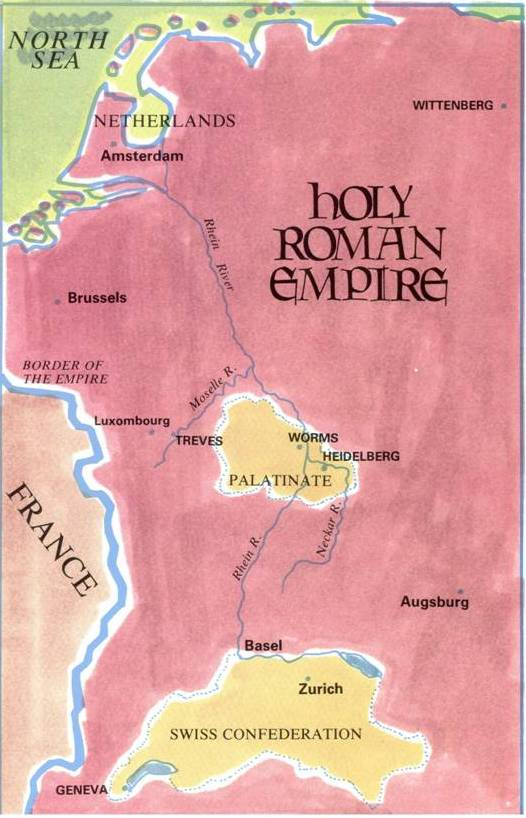 NORTH
SEA
WITTENBERG
NETHERLANDS
Amsterdam
HOLY
ROMAN
EMPIRE
Rhein River
Brussels
BORDER OF
THE EMPIRE
Moselle R.
Luxombourg
TREVES
WORMS
HEIDELBERG
PALATINATE
FRANCE
Rhein R.
Neckar R.
Augsburg
Basel
Zurich
SWISS CONFEDERATION
GENEVA